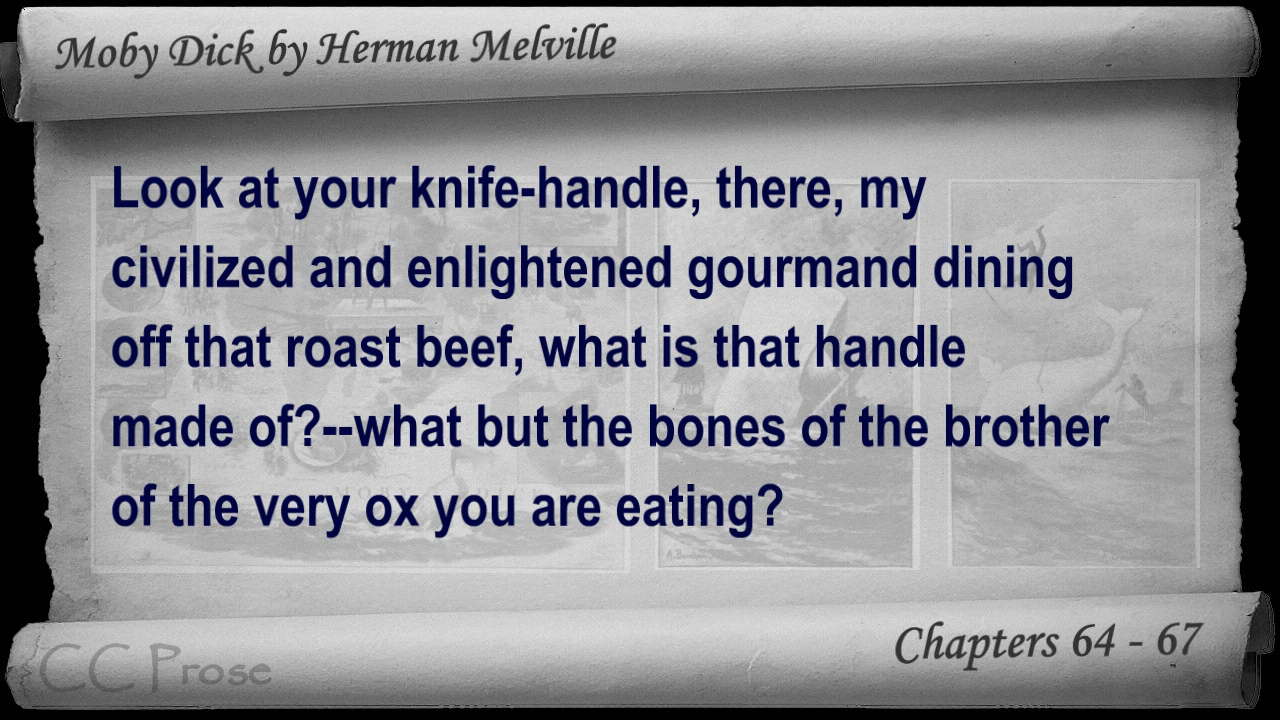 Moby Dick by Herman Melville
Look at your knife-handle, there, my
civilized and enlightened gourmand dining
off that roast beef, what is that handle
made of?--what but the bones of the brother
of the very ox you are eating?
Chapters 64 - 67
CC Prose